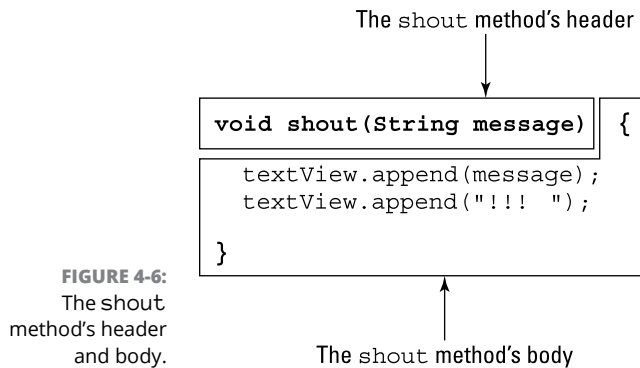 The shout method's header
void shout(String message) {
textView.append(message);
textView.append("!!!  ");
}
FIGURE 4-6:
The shout
method's header
and body.
The shout method's body